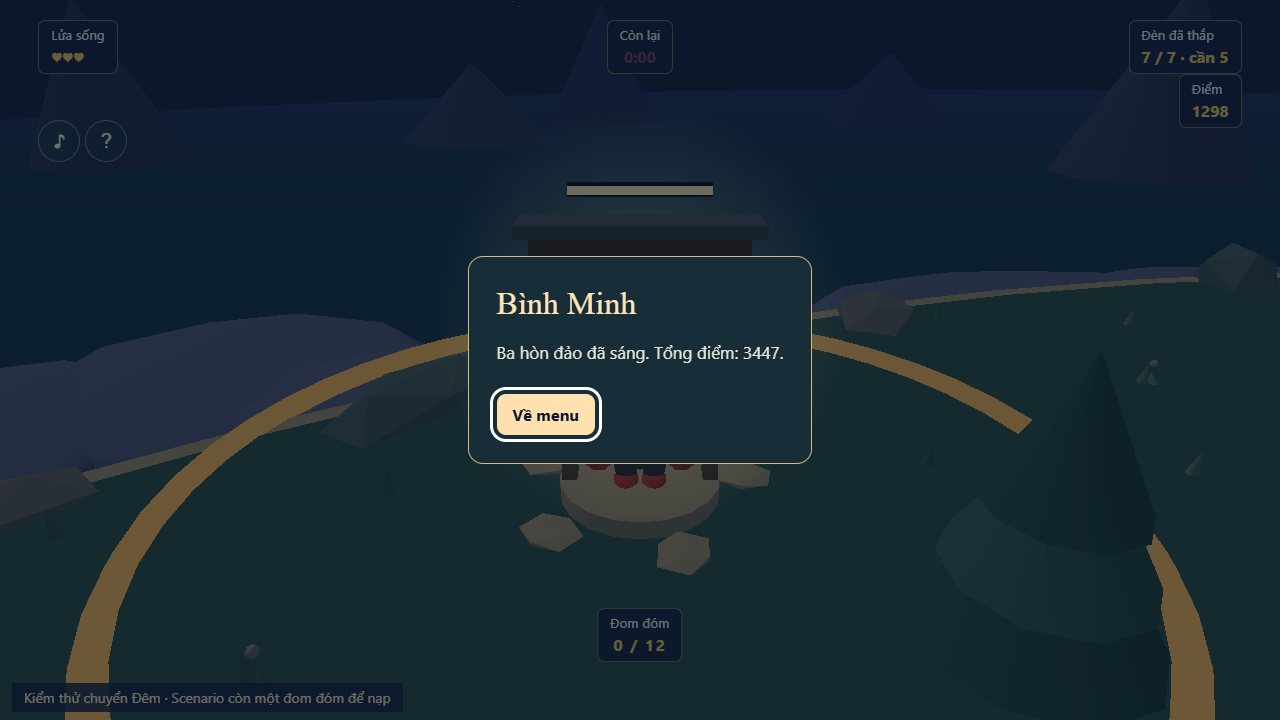 Lửa sống
Còn lại
0:00
Đèn đã thắp
7 / 7 · cần 5
Điểm
1298
?
Bình Minh
Ba hòn đảo đã sáng. Tổng điểm: 3447.
Về menu
Đom đóm
0 / 12
Kiểm thử chuyển Đêm · Scenario còn một đom đóm để nạp